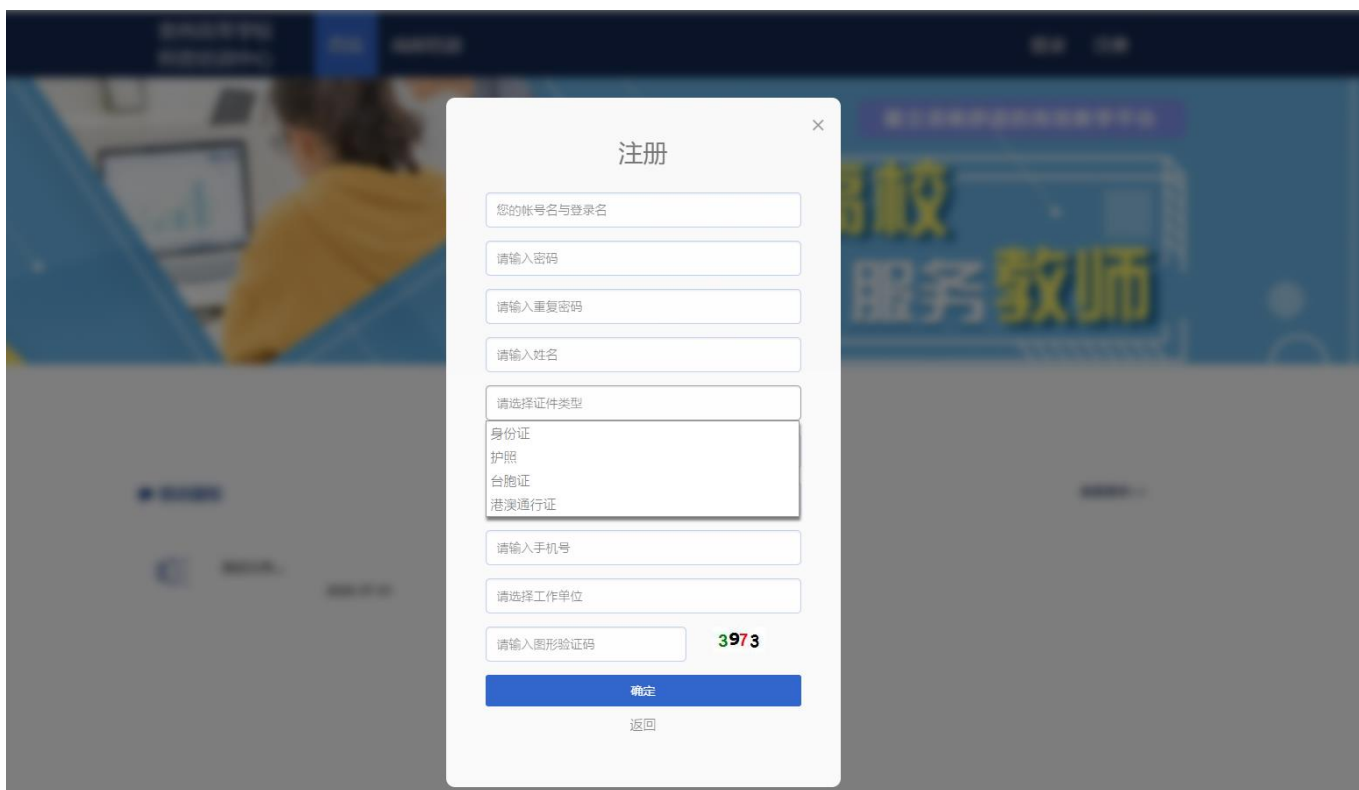 高校
服务教师
×
注册
您的帐号名与登录名
请输入密码
请输入重复密码
请输入姓名
请选择证件类型
身份证
护照
台胞证
港澳通行证
请输入手机号
请选择工作单位
请输入图形验证码
3973
确定
返回